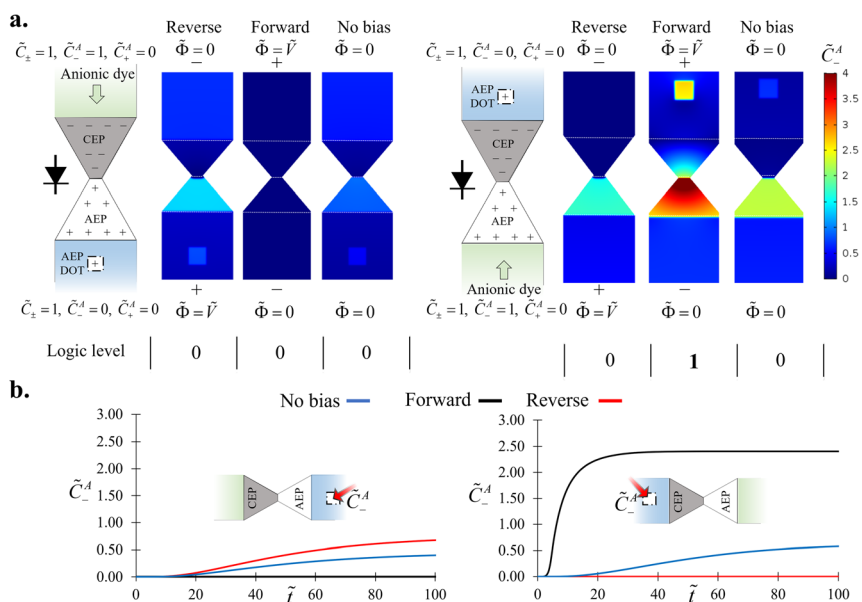 a.
Reverse Forward No bias Reverse Forward No bias
C̃± = 1, C̃₋ᴬ = 1, C̃₊ᴬ = 0 Φ̃ = 0 Φ̃ = Ṽ Φ̃ = 0 C̃± = 1, C̃₋ᴬ = 0, C̃₊ᴬ = 0 Φ̃ = 0 Φ̃ = Ṽ Φ̃ = 0 C̃₋ᴬ
− + − +
Anionic dye
CEP
AEP
AEP
DOT
+
AEP
DOT
+
CEP
AEP
Anionic dye
4
3.5
3
2.5
2
1.5
1
0.5
0
+ − + −
C̃± = 1, C̃₋ᴬ = 0, C̃₊ᴬ = 0 Φ̃ = Ṽ Φ̃ = 0 Φ̃ = 0 C̃± = 1, C̃₋ᴬ = 1, C̃₊ᴬ = 0 Φ̃ = Ṽ Φ̃ = 0 Φ̃ = 0
Logic level 0 0 0 0 1 0
b.
No bias Forward Reverse
3.00
2.50
2.00
1.50
1.00
0.50
0.00
C̃₋ᴬ
CEP AEP C̃₋ᴬ
0 20 40 60 80 100
t̃
3.00
2.50
2.00
1.50
1.00
0.50
0.00
C̃₋ᴬ
C̃₋ᴬ CEP AEP
0 20 40 60 80 100
t̃